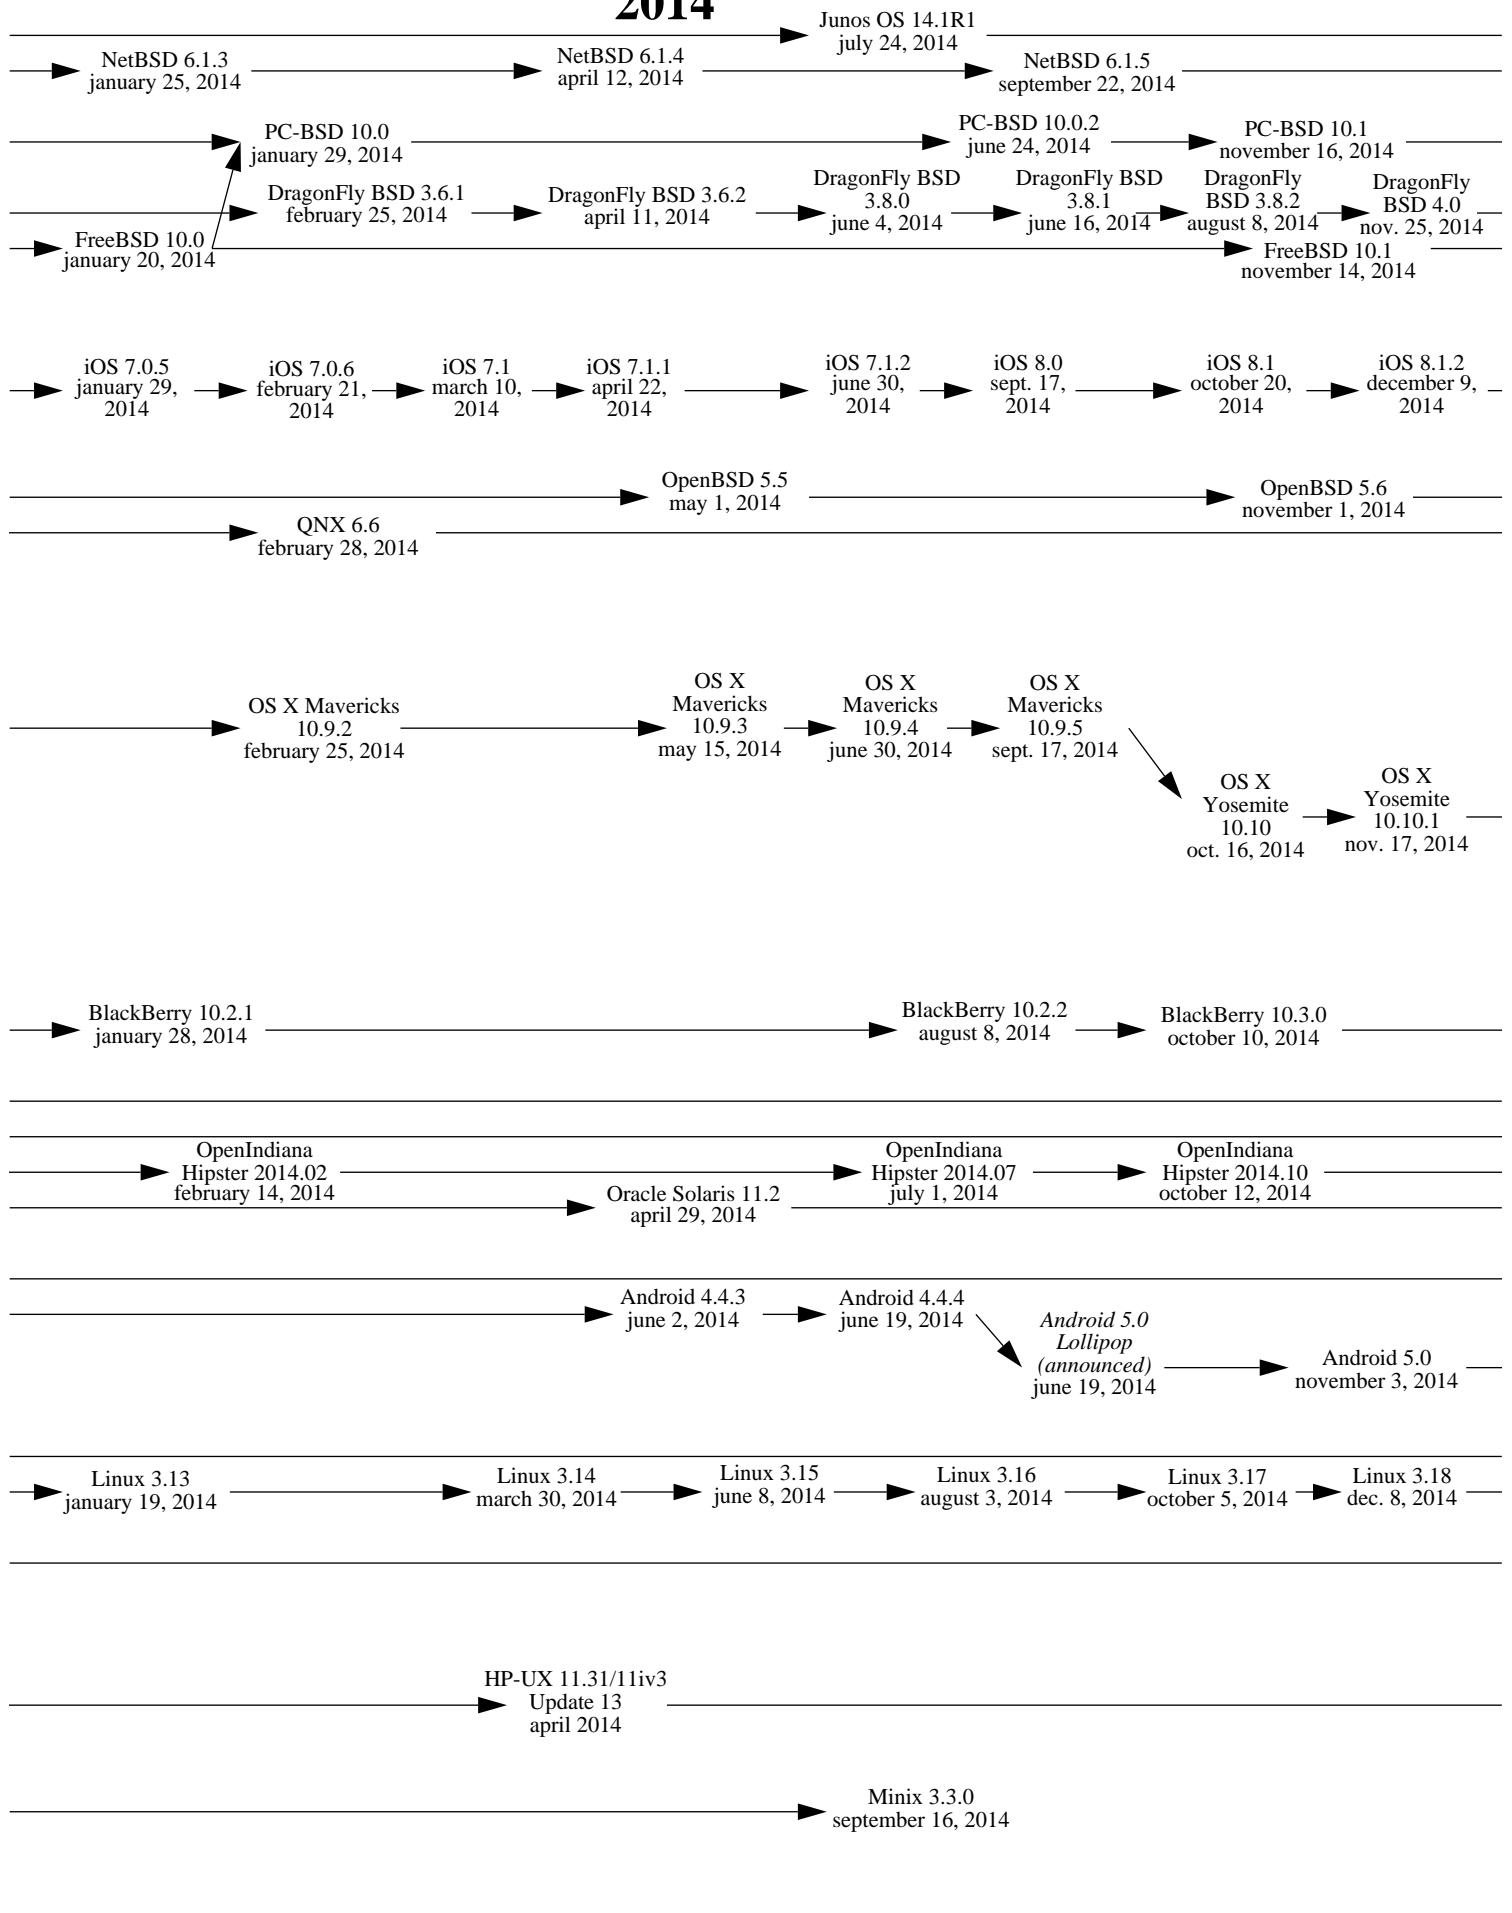 2014
Junos OS 14.1R1
july 24, 2014
NetBSD 6.1.3
january 25, 2014
NetBSD 6.1.4
april 12, 2014
NetBSD 6.1.5
september 22, 2014
PC-BSD 10.0
january 29, 2014
PC-BSD 10.0.2
june 24, 2014
PC-BSD 10.1
november 16, 2014
DragonFly BSD 3.6.1
february 25, 2014
DragonFly BSD 3.6.2
april 11, 2014
DragonFly BSD
3.8.0
june 4, 2014
DragonFly BSD
3.8.1
june 16, 2014
DragonFly
BSD 3.8.2
august 8, 2014
DragonFly
BSD 4.0
nov. 25, 2014
FreeBSD 10.0
january 20, 2014
FreeBSD 10.1
november 14, 2014
iOS 7.0.5
january 29,
2014
iOS 7.0.6
february 21,
2014
iOS 7.1
march 10,
2014
iOS 7.1.1
april 22,
2014
iOS 7.1.2
june 30,
2014
iOS 8.0
sept. 17,
2014
iOS 8.1
october 20,
2014
iOS 8.1.2
december 9,
2014
OpenBSD 5.5
may 1, 2014
OpenBSD 5.6
november 1, 2014
QNX 6.6
february 28, 2014
OS X Mavericks
10.9.2
february 25, 2014
OS X
Mavericks
10.9.3
may 15, 2014
OS X
Mavericks
10.9.4
june 30, 2014
OS X
Mavericks
10.9.5
sept. 17, 2014
OS X
Yosemite
10.10
oct. 16, 2014
OS X
Yosemite
10.10.1
nov. 17, 2014
BlackBerry 10.2.1
january 28, 2014
BlackBerry 10.2.2
august 8, 2014
BlackBerry 10.3.0
october 10, 2014
OpenIndiana
Hipster 2014.02
february 14, 2014
OpenIndiana
Hipster 2014.07
july 1, 2014
OpenIndiana
Hipster 2014.10
october 12, 2014
Oracle Solaris 11.2
april 29, 2014
Android 4.4.3
june 2, 2014
Android 4.4.4
june 19, 2014
Android 5.0
Lollipop
(announced)
june 19, 2014
Android 5.0
november 3, 2014
Linux 3.13
january 19, 2014
Linux 3.14
march 30, 2014
Linux 3.15
june 8, 2014
Linux 3.16
august 3, 2014
Linux 3.17
october 5, 2014
Linux 3.18
dec. 8, 2014
HP-UX 11.31/11iv3
Update 13
april 2014
Minix 3.3.0
september 16, 2014